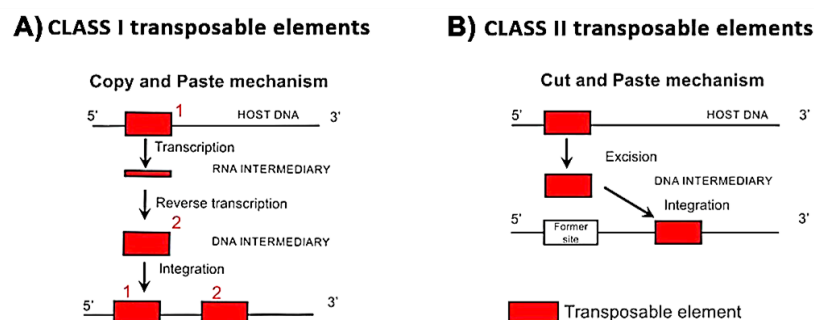 A) CLASS I transposable elements
Copy and Paste mechanism
5' 1 HOST DNA 3'
Transcription
RNA INTERMEDIARY
Reverse transcription
2
DNA INTERMEDIARY
Integration
5' 1 2 3'
B) CLASS II transposable elements
Cut and Paste mechanism
5' HOST DNA 3'
Excision
DNA INTERMEDIARY
Integration
5' 3'
Former
site
Transposable element